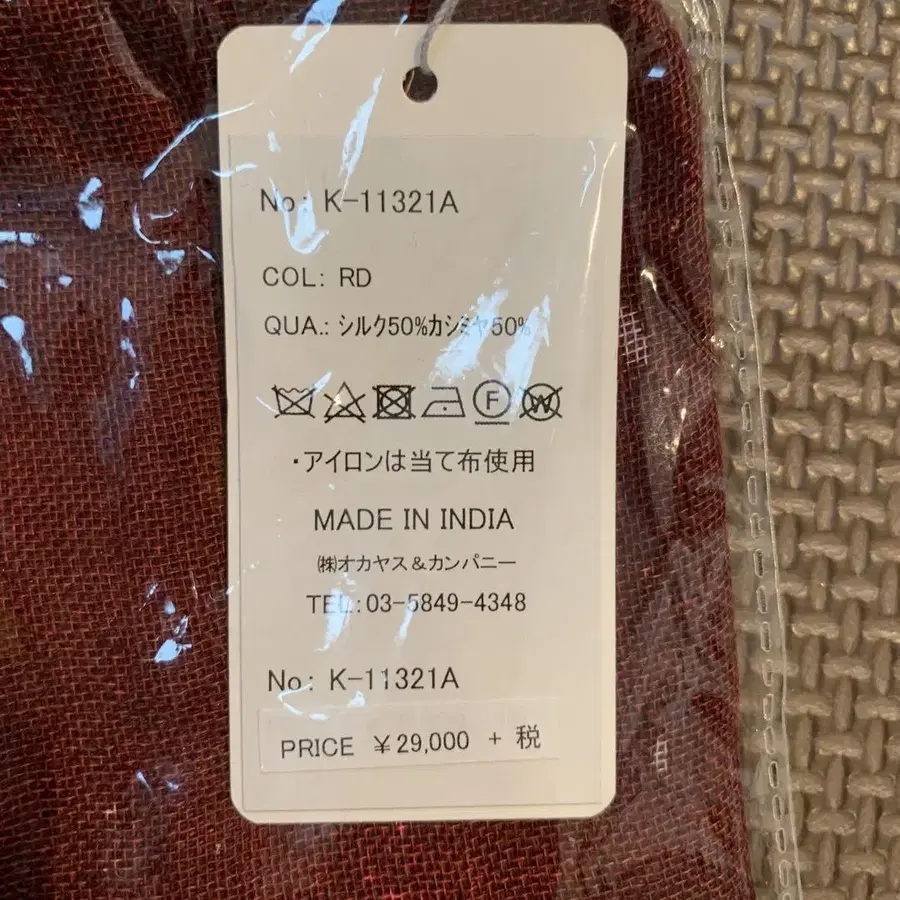 No: K-11321A
COL: RD
QUA.: シルク50%カシミヤ50%
F W
・アイロンは当て布使用
MADE IN INDIA
㈱オカヤス&カンパニー
TEL: 03-5849-4348
No: K-11321A
PRICE ¥29,000 + 税